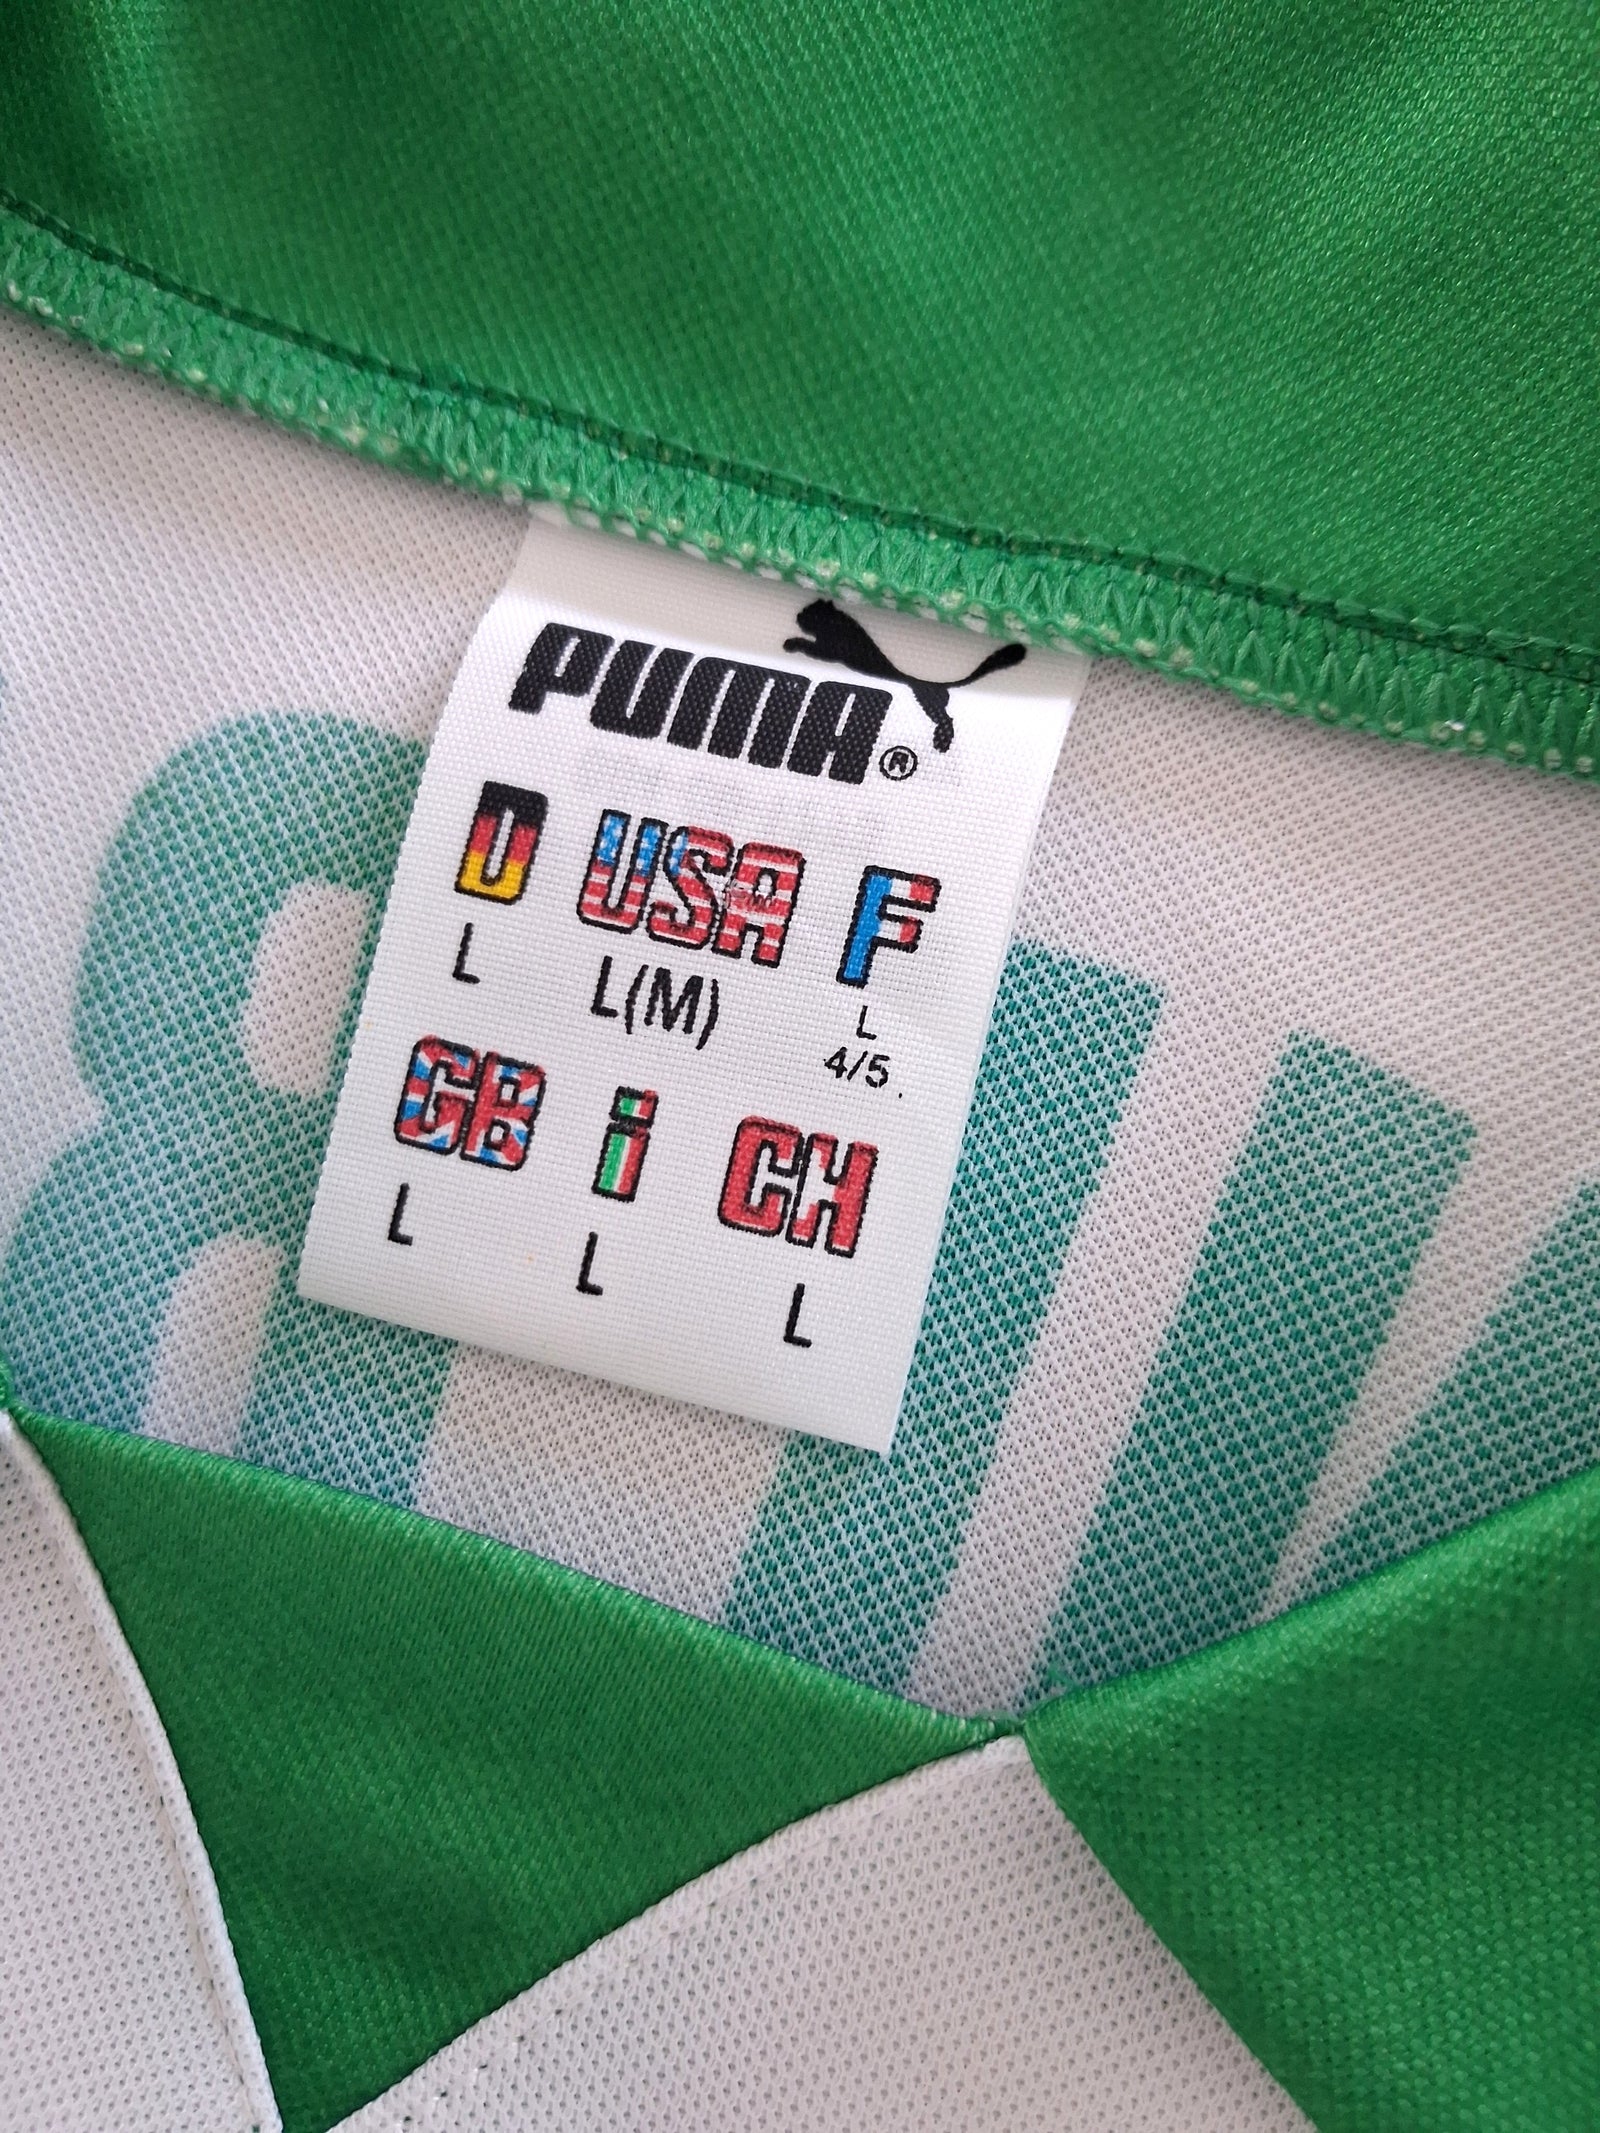 PUMA®
D USA F
L L(M) L
4/5
GB i CH
L L L